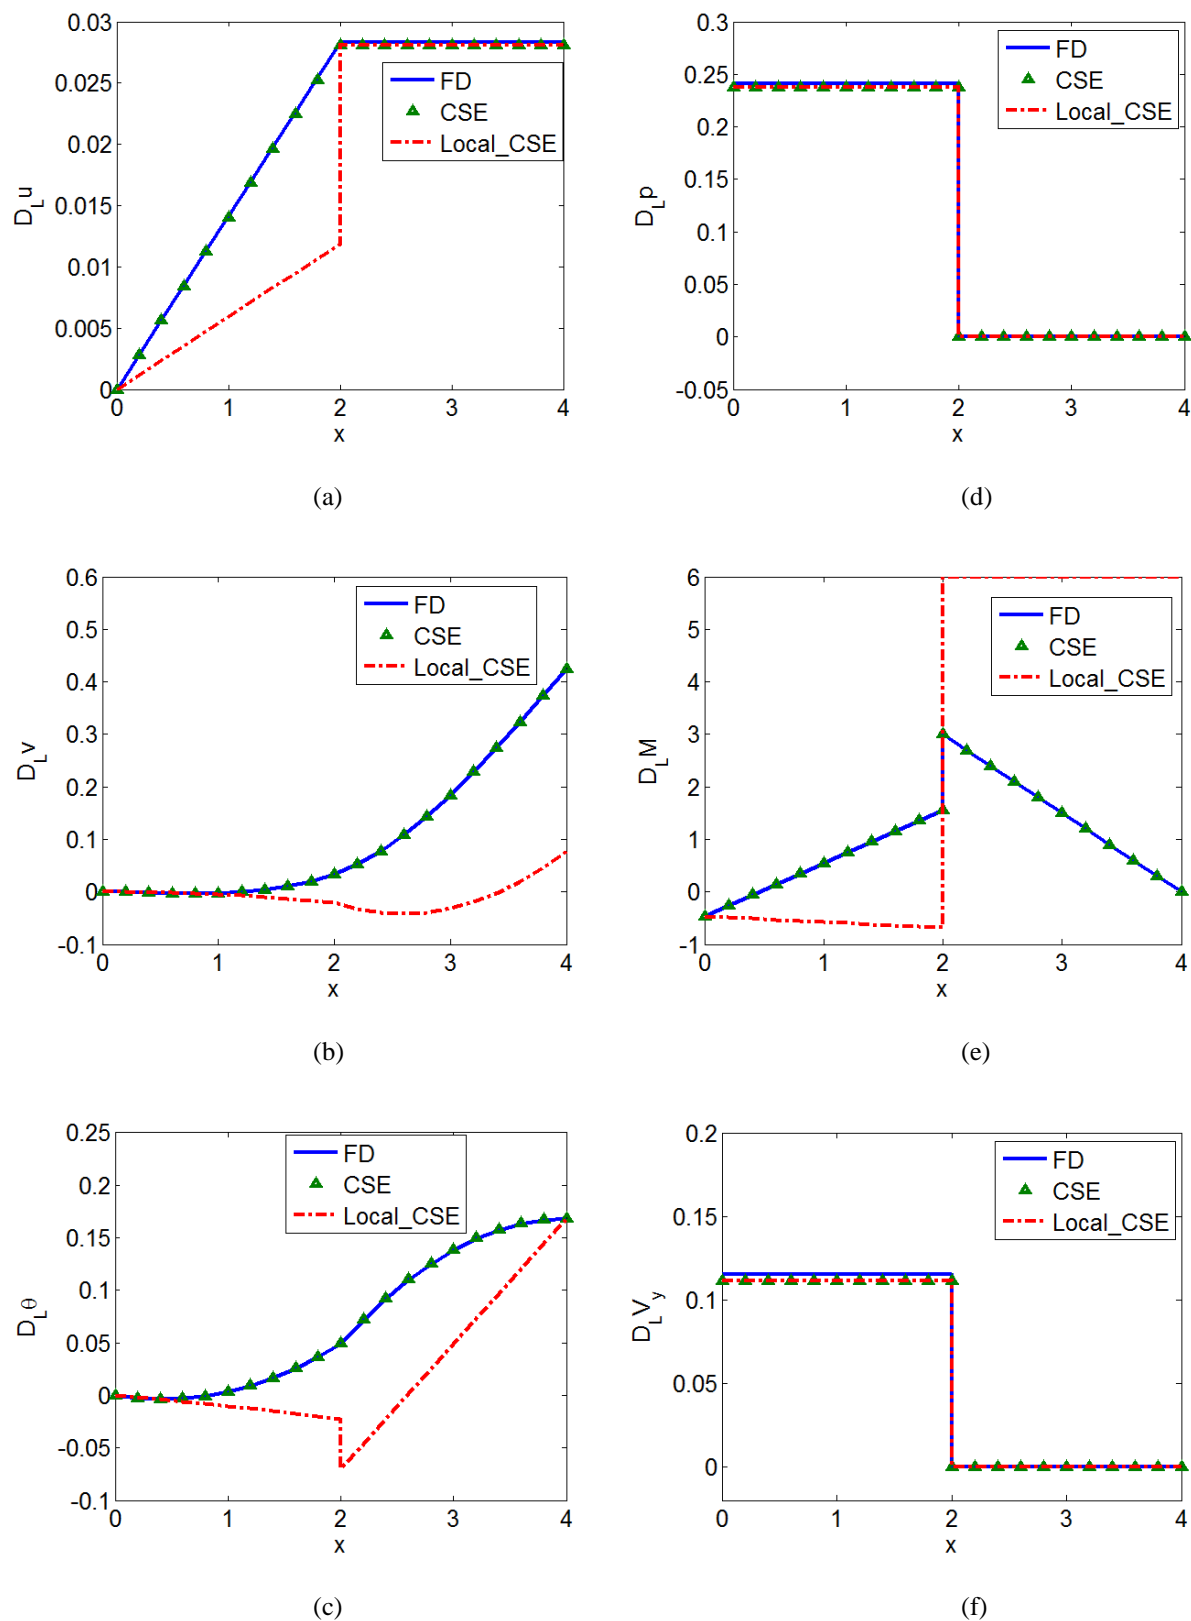 0.03
0.025
0.02
0.015
0.01
0.005
0
D_L u
FD
CSE
Local_CSE
0 1 2 3 4
x
(a)
0.3
0.25
0.2
0.15
0.1
0.05
0
-0.05
D_L p
FD
CSE
Local_CSE
0 1 2 3 4
x
(d)
0.6
0.5
0.4
0.3
0.2
0.1
0
-0.1
D_L v
FD
CSE
Local_CSE
0 1 2 3 4
x
(b)
6
5
4
3
2
1
0
-1
D_L M
FD
CSE
Local_CSE
0 1 2 3 4
x
(e)
0.25
0.2
0.15
0.1
0.05
0
-0.05
-0.1
D_L θ
FD
CSE
Local_CSE
0 1 2 3 4
x
(c)
0.2
0.15
0.1
0.05
0
D_L V_y
FD
CSE
Local_CSE
0 1 2 3 4
x
(f)